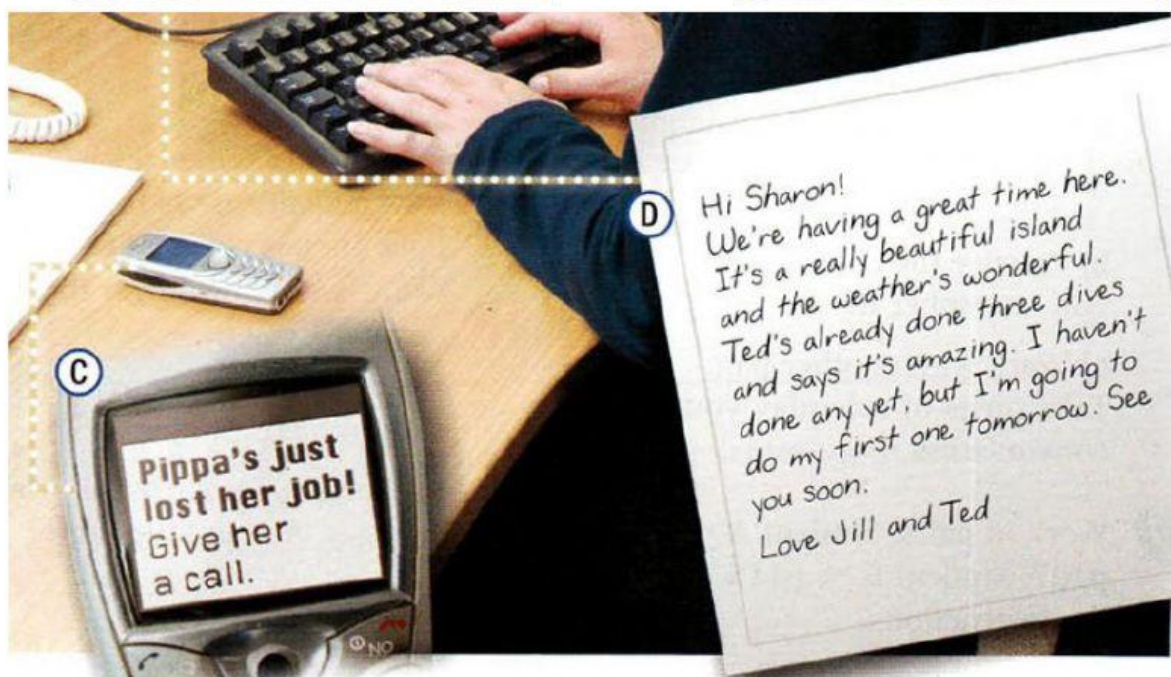 D
Hi Sharon!
We're having a great time here.
It's a really beautiful island
and the weather's wonderful.
Ted's already done three dives
and says it's amazing. I haven't
done any yet, but I'm going to
do my first one tomorrow. See
you soon.
Love Jill and Ted
C
Pippa's just
lost her job!
Give her
a call.
NO